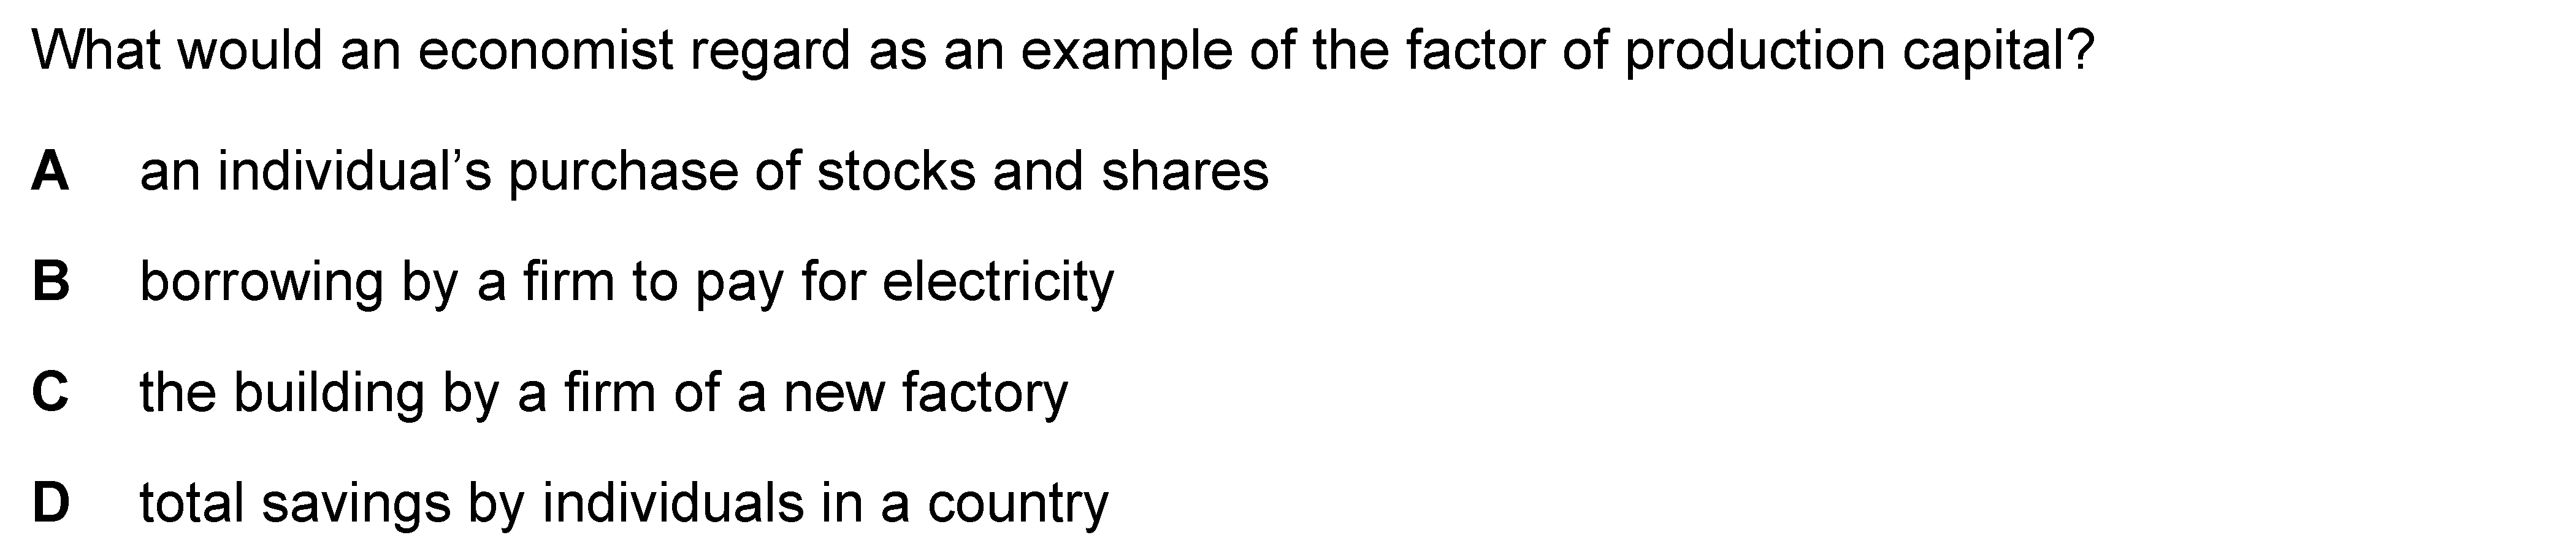 What would an economist regard as an example of the factor of production capital?
A an individual’s purchase of stocks and shares
B borrowing by a firm to pay for electricity
C the building by a firm of a new factory
D total savings by individuals in a country